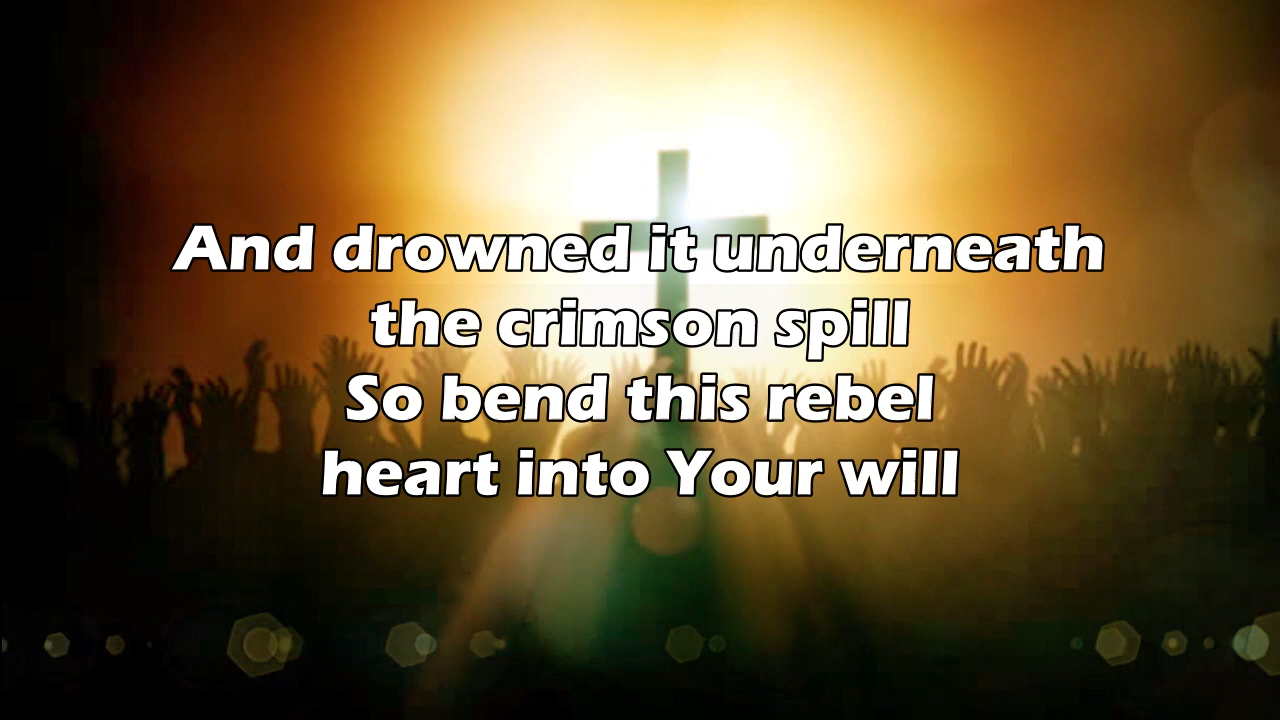 And drowned it underneath
the crimson spill
So bend this rebel
heart into Your will